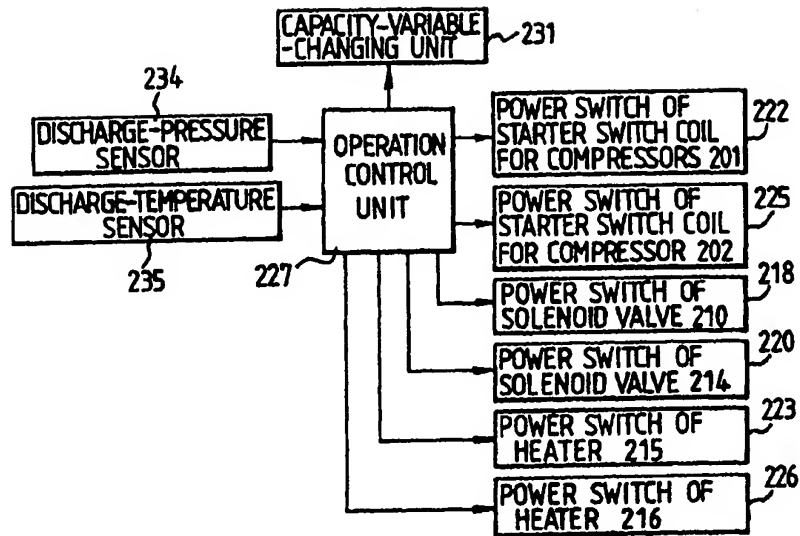 CAPACITY-VARIABLE
-CHANGING UNIT
231
234
DISCHARGE-PRESSURE
SENSOR
DISCHARGE-TEMPERATURE
SENSOR
235
OPERATION
CONTROL
UNIT
227
POWER SWITCH OF
STARTER SWITCH COIL
FOR COMPRESSORS 201
222
POWER SWITCH OF
STARTER SWITCH COIL
FOR COMPRESSOR 202
225
POWER SWITCH OF
SOLENOID VALVE 210
218
POWER SWITCH OF
SOLENOID VALVE 214
220
POWER SWITCH OF
HEATER 215
223
POWER SWITCH OF
HEATER 216
226